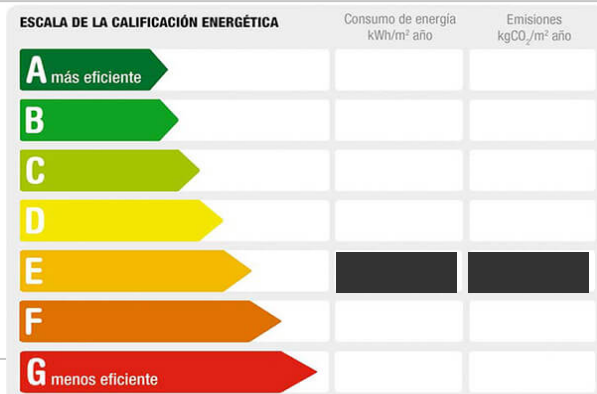 ESCALA DE LA CALIFICACIÓN ENERGÉTICA
Consumo de energía
kWh/m² año
Emisiones
kgCO₂/m² año
A más eficiente
B
C
D
E
F
G menos eficiente